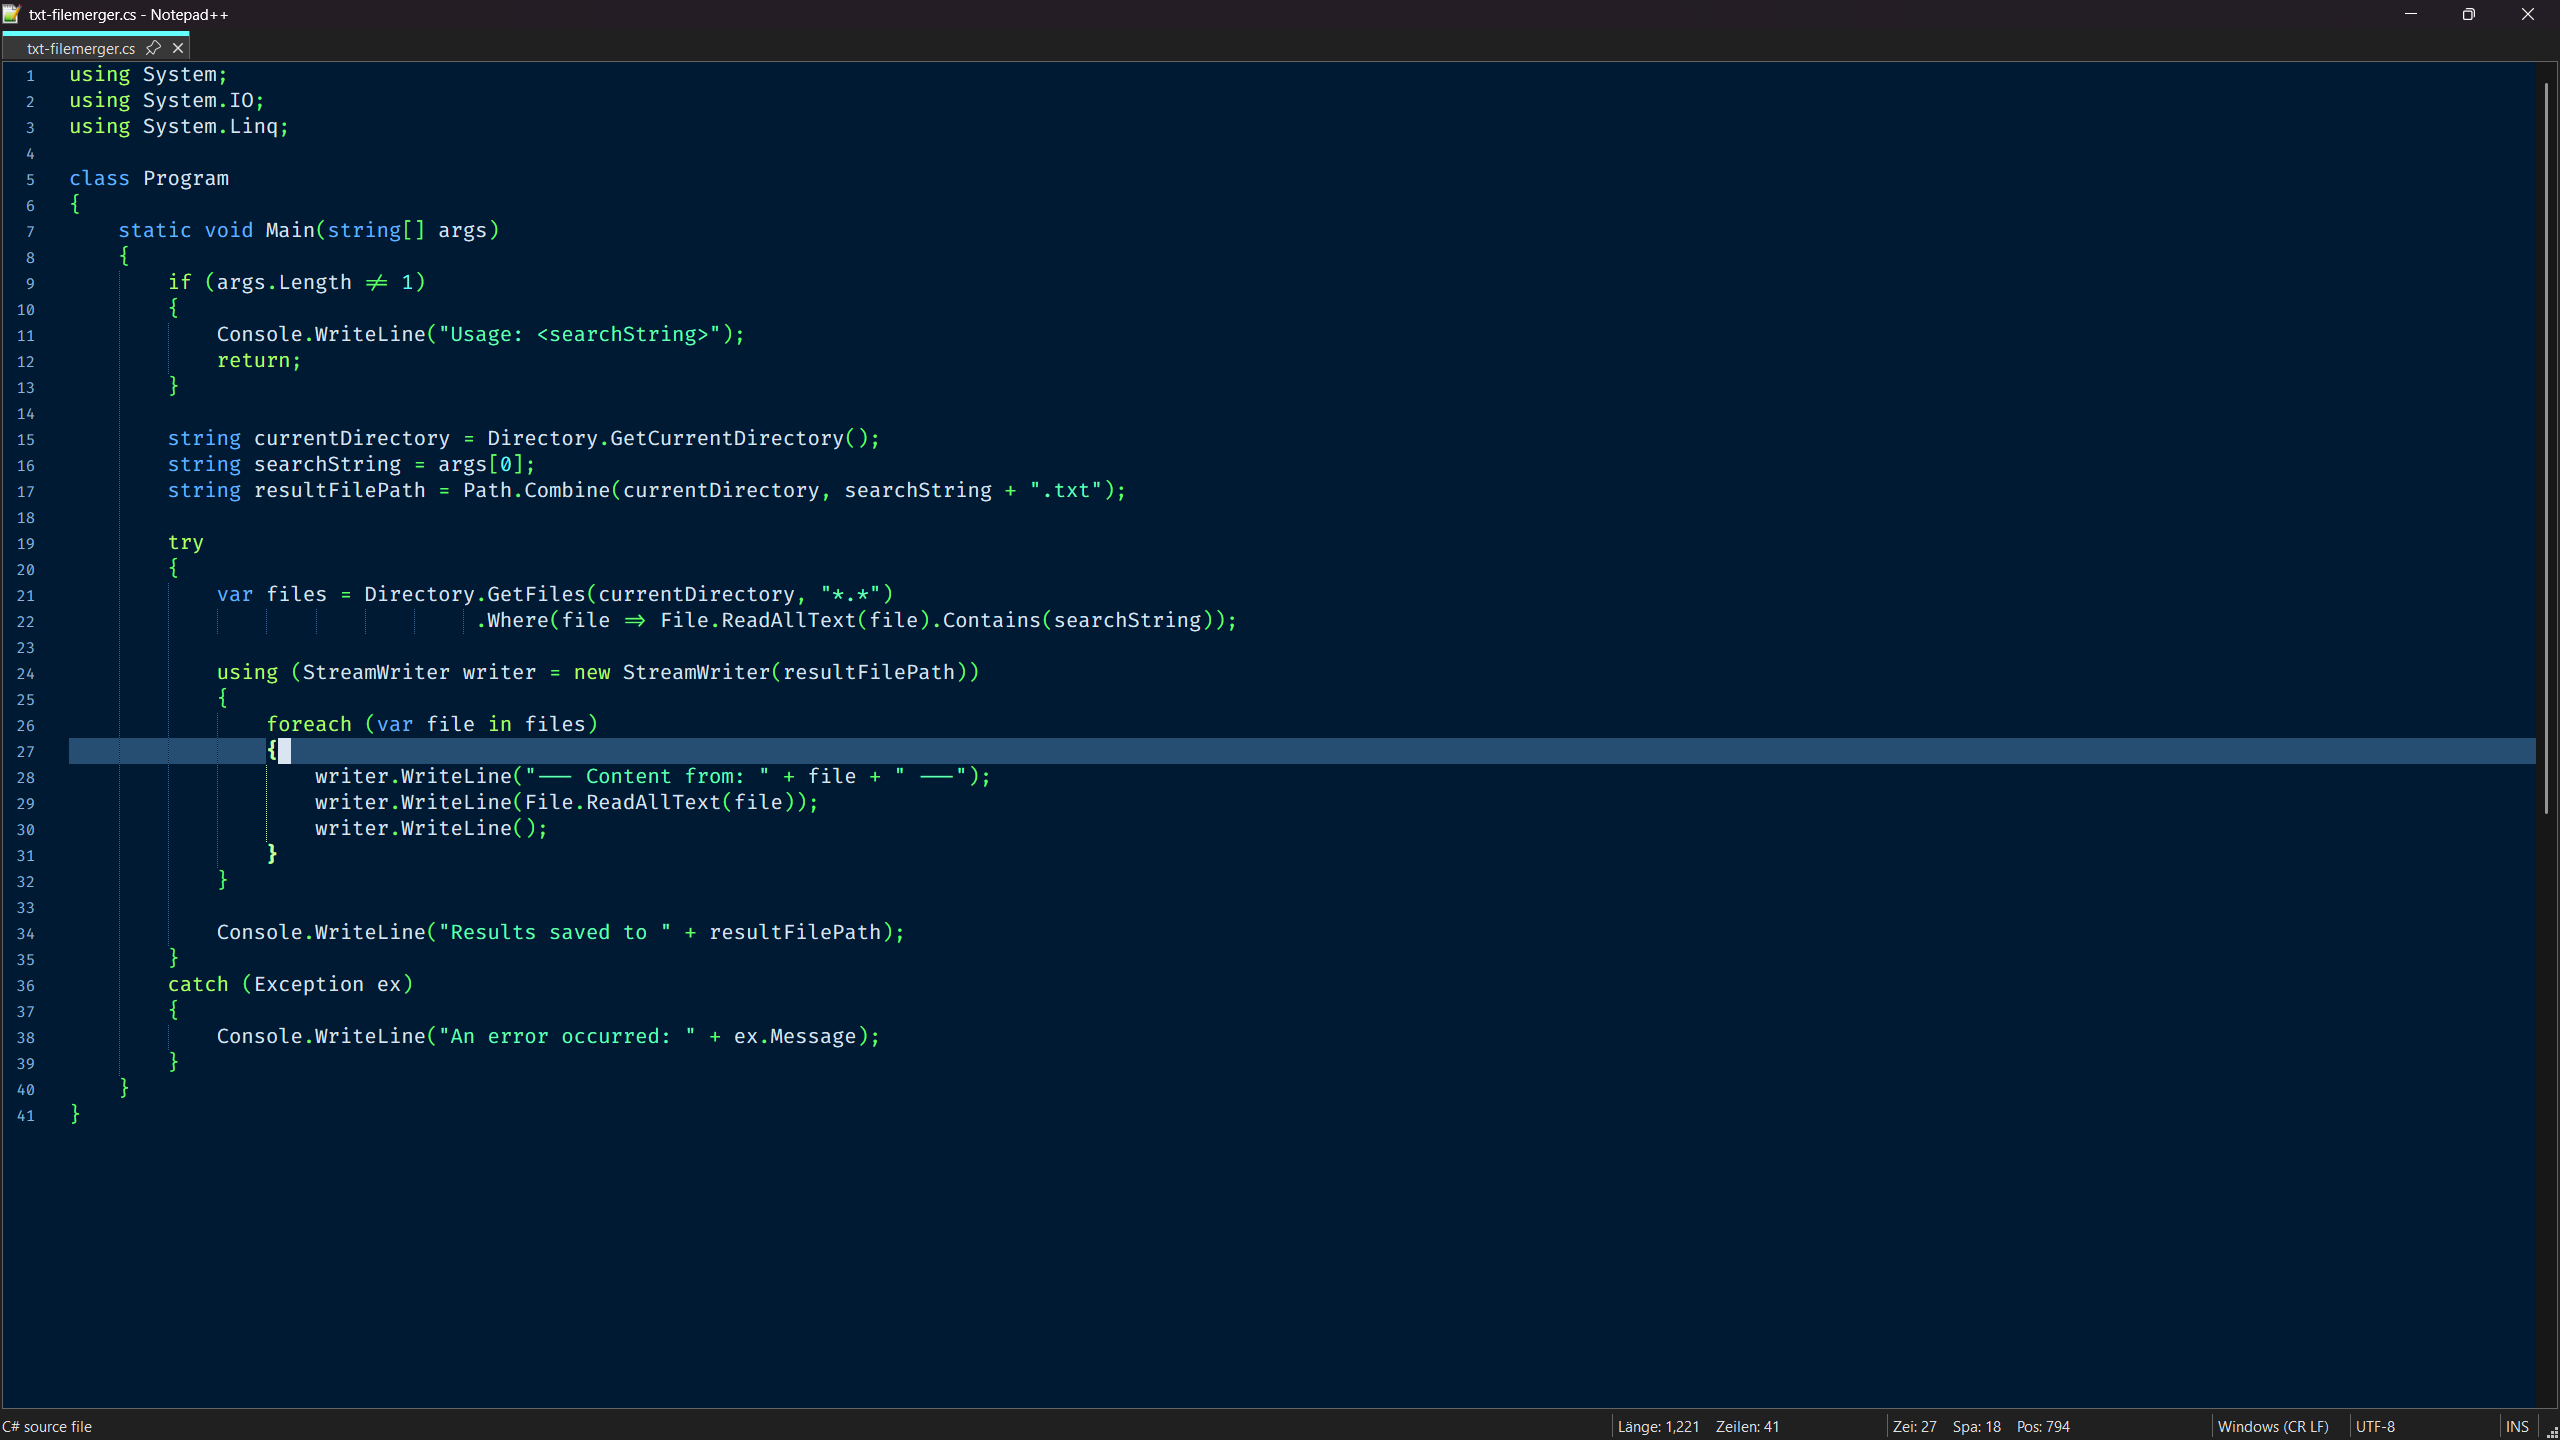 txt-filemerger.cs - Notepad++
txt-filemerger.cs
1 using System;
2 using System.IO;
3 using System.Linq;
4
5 class Program
6 {
7 static void Main(string[] args)
8 {
9 if (args.Length != 1)
10 {
11 Console.WriteLine("Usage: <searchString>");
12 return;
13 }
14
15 string currentDirectory = Directory.GetCurrentDirectory();
16 string searchString = args[0];
17 string resultFilePath = Path.Combine(currentDirectory, searchString + ".txt");
18
19 try
20 {
21 var files = Directory.GetFiles(currentDirectory, "*.*")
22 .Where(file => File.ReadAllText(file).Contains(searchString));
23
24 using (StreamWriter writer = new StreamWriter(resultFilePath))
25 {
26 foreach (var file in files)
27 {
28 writer.WriteLine("--- Content from: " + file + " ---");
29 writer.WriteLine(File.ReadAllText(file));
30 writer.WriteLine();
31 }
32 }
33
34 Console.WriteLine("Results saved to " + resultFilePath);
35 }
36 catch (Exception ex)
37 {
38 Console.WriteLine("An error occurred: " + ex.Message);
39 }
40 }
41 }
C# source file Länge: 1,221 Zeilen: 41 Zei: 27 Spa: 18 Pos: 794 Windows (CR LF) UTF-8 INS